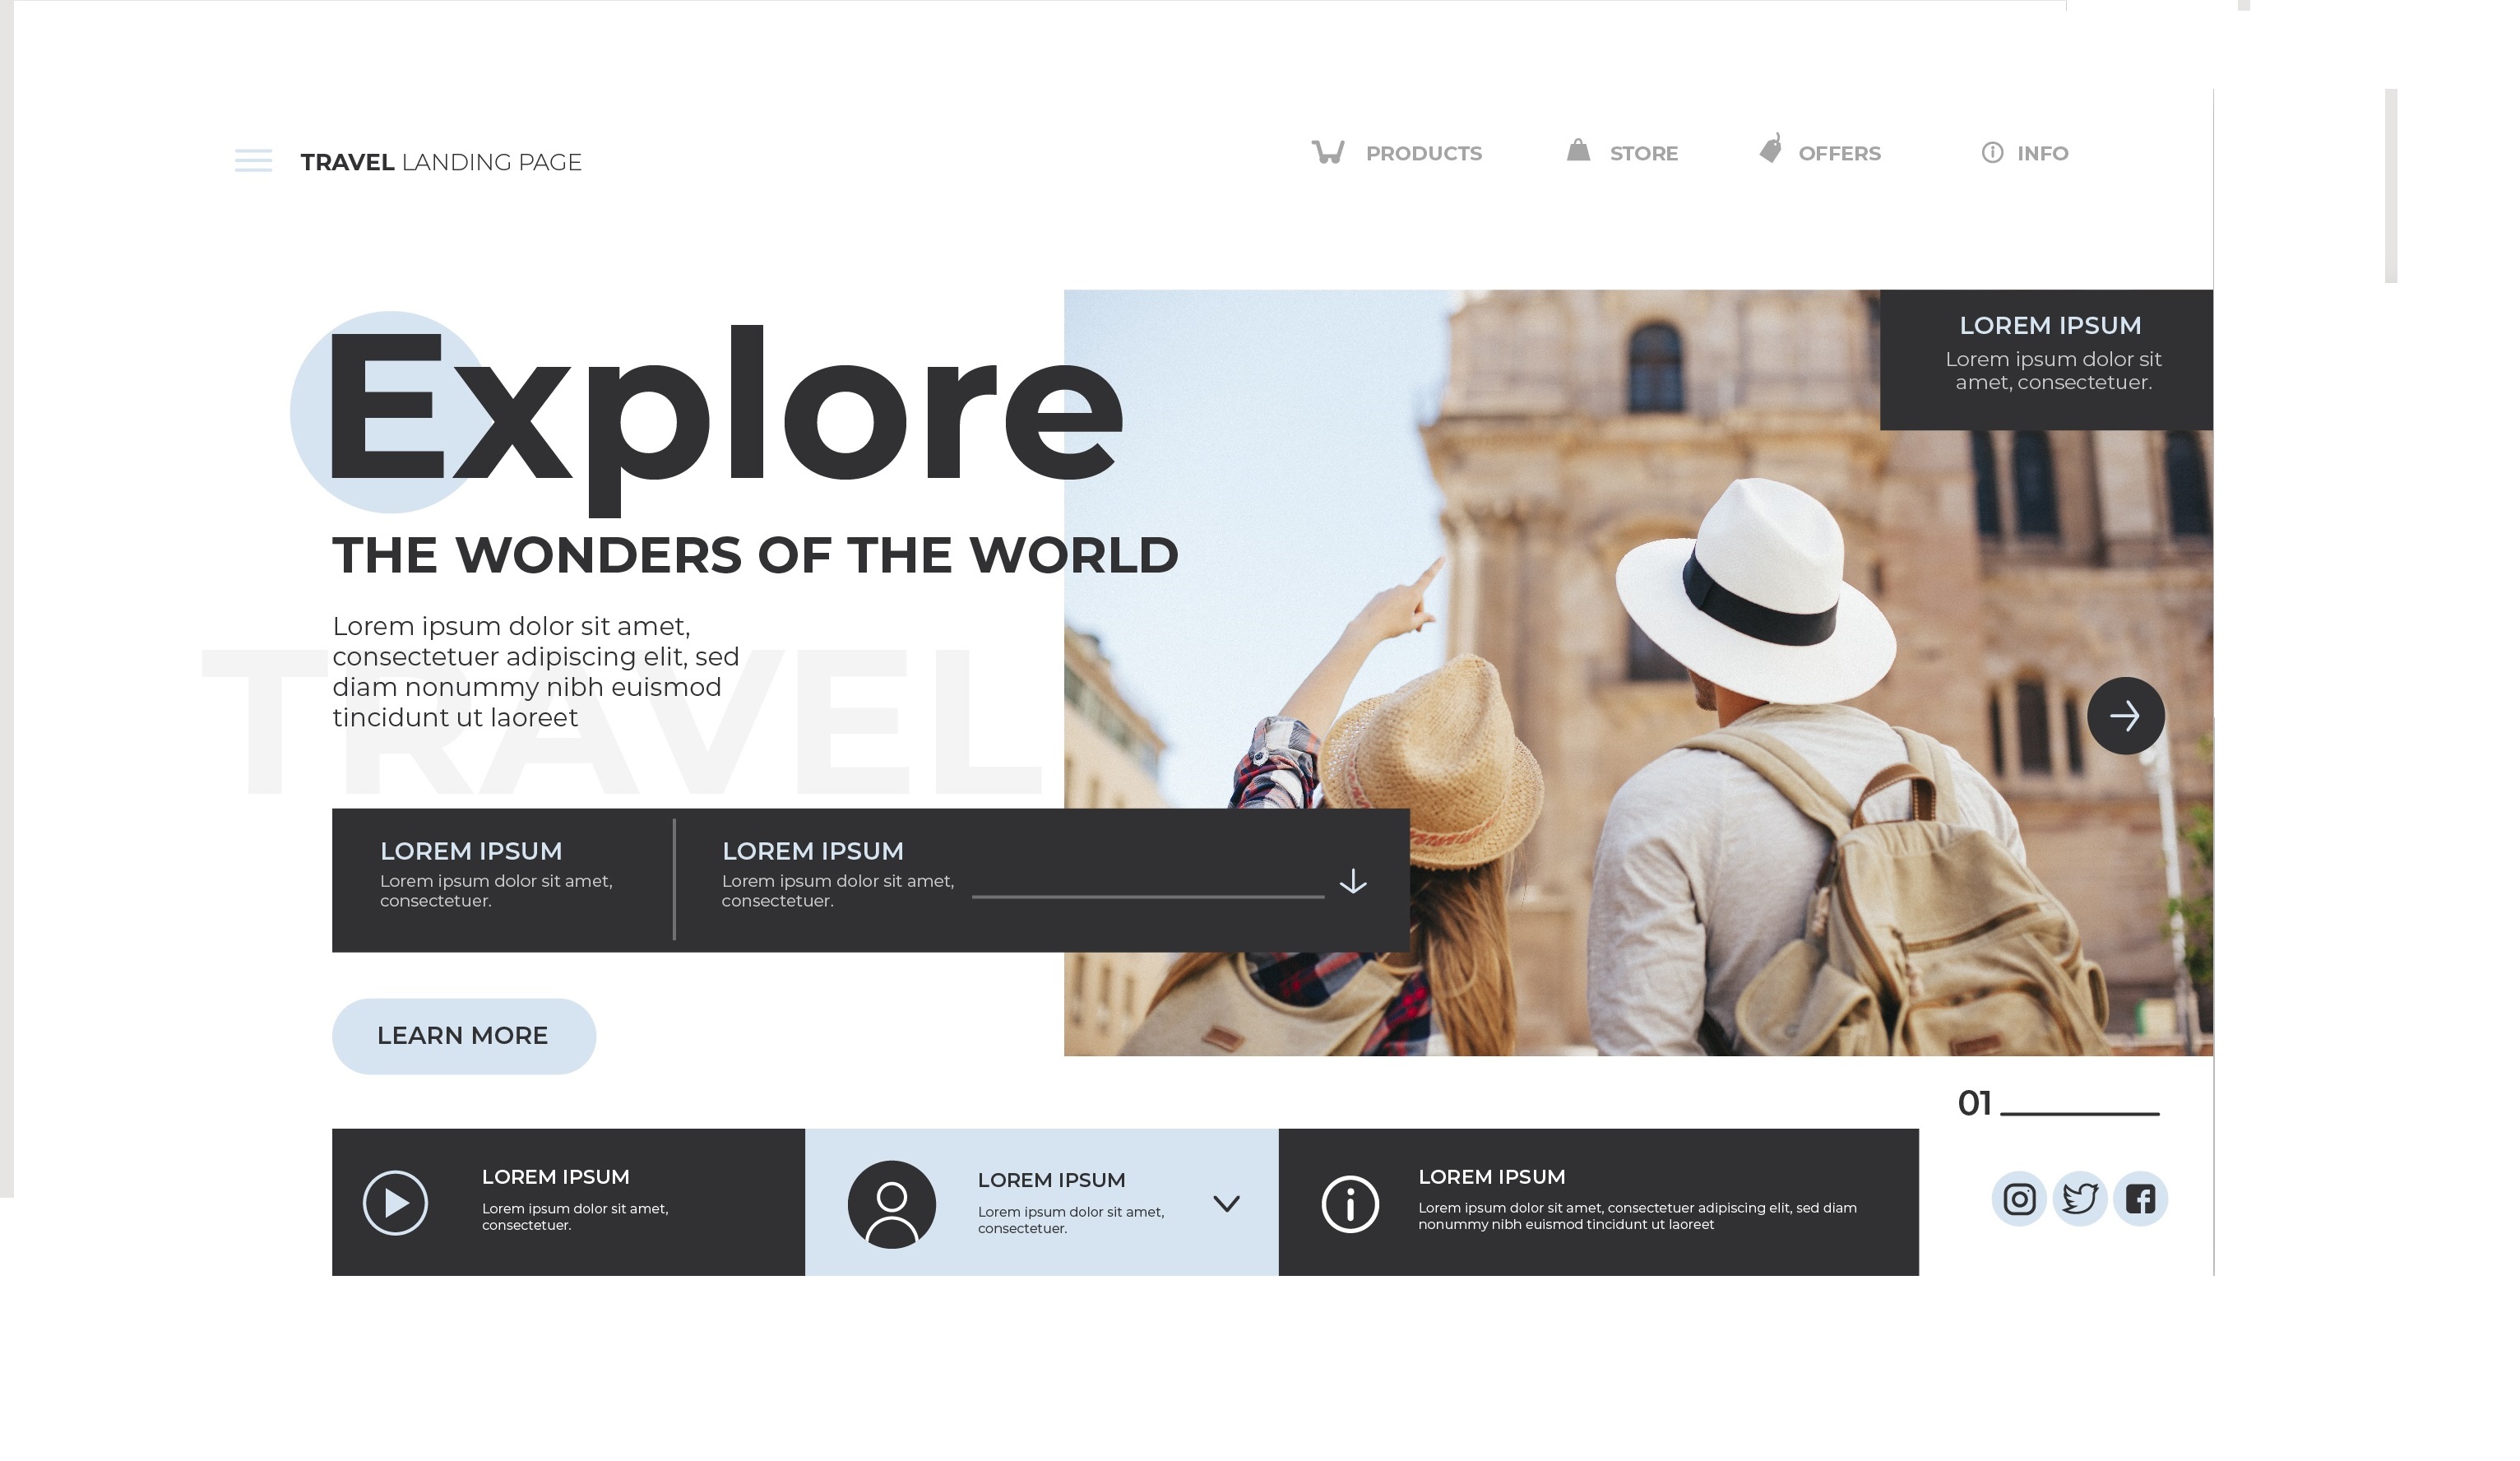 TRAVEL LANDING PAGE
PRODUCTS
STORE
OFFERS
INFO
LOREM IPSUM
Lorem ipsum dolor sit
amet, consectetuer.
Explore
THE WONDERS OF THE WORLD
Lorem ipsum dolor sit amet,
consectetuer adipiscing elit, sed
diam nonummy nibh euismod
tincidunt ut laoreet
TRAVEL
LOREM IPSUM
Lorem ipsum dolor sit amet,
consectetuer.
LOREM IPSUM
Lorem ipsum dolor sit amet,
consectetuer.
LEARN MORE
01
LOREM IPSUM
Lorem ipsum dolor sit amet,
consectetuer.
LOREM IPSUM
Lorem ipsum dolor sit amet,
consectetuer.
LOREM IPSUM
Lorem ipsum dolor sit amet, consectetuer adipiscing elit, sed diam
nonummy nibh euismod tincidunt ut laoreet